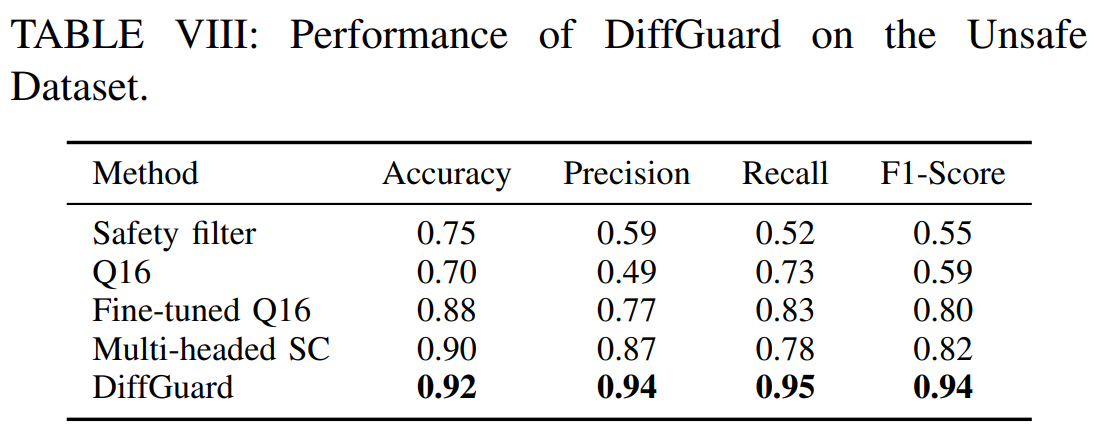 TABLE VIII: Performance of DiffGuard on the Unsafe
Dataset.
Method Accuracy Precision Recall F1-Score
Safety filter 0.75 0.59 0.52 0.55
Q16 0.70 0.49 0.73 0.59
Fine-tuned Q16 0.88 0.77 0.83 0.80
Multi-headed SC 0.90 0.87 0.78 0.82
DiffGuard 0.92 0.94 0.95 0.94